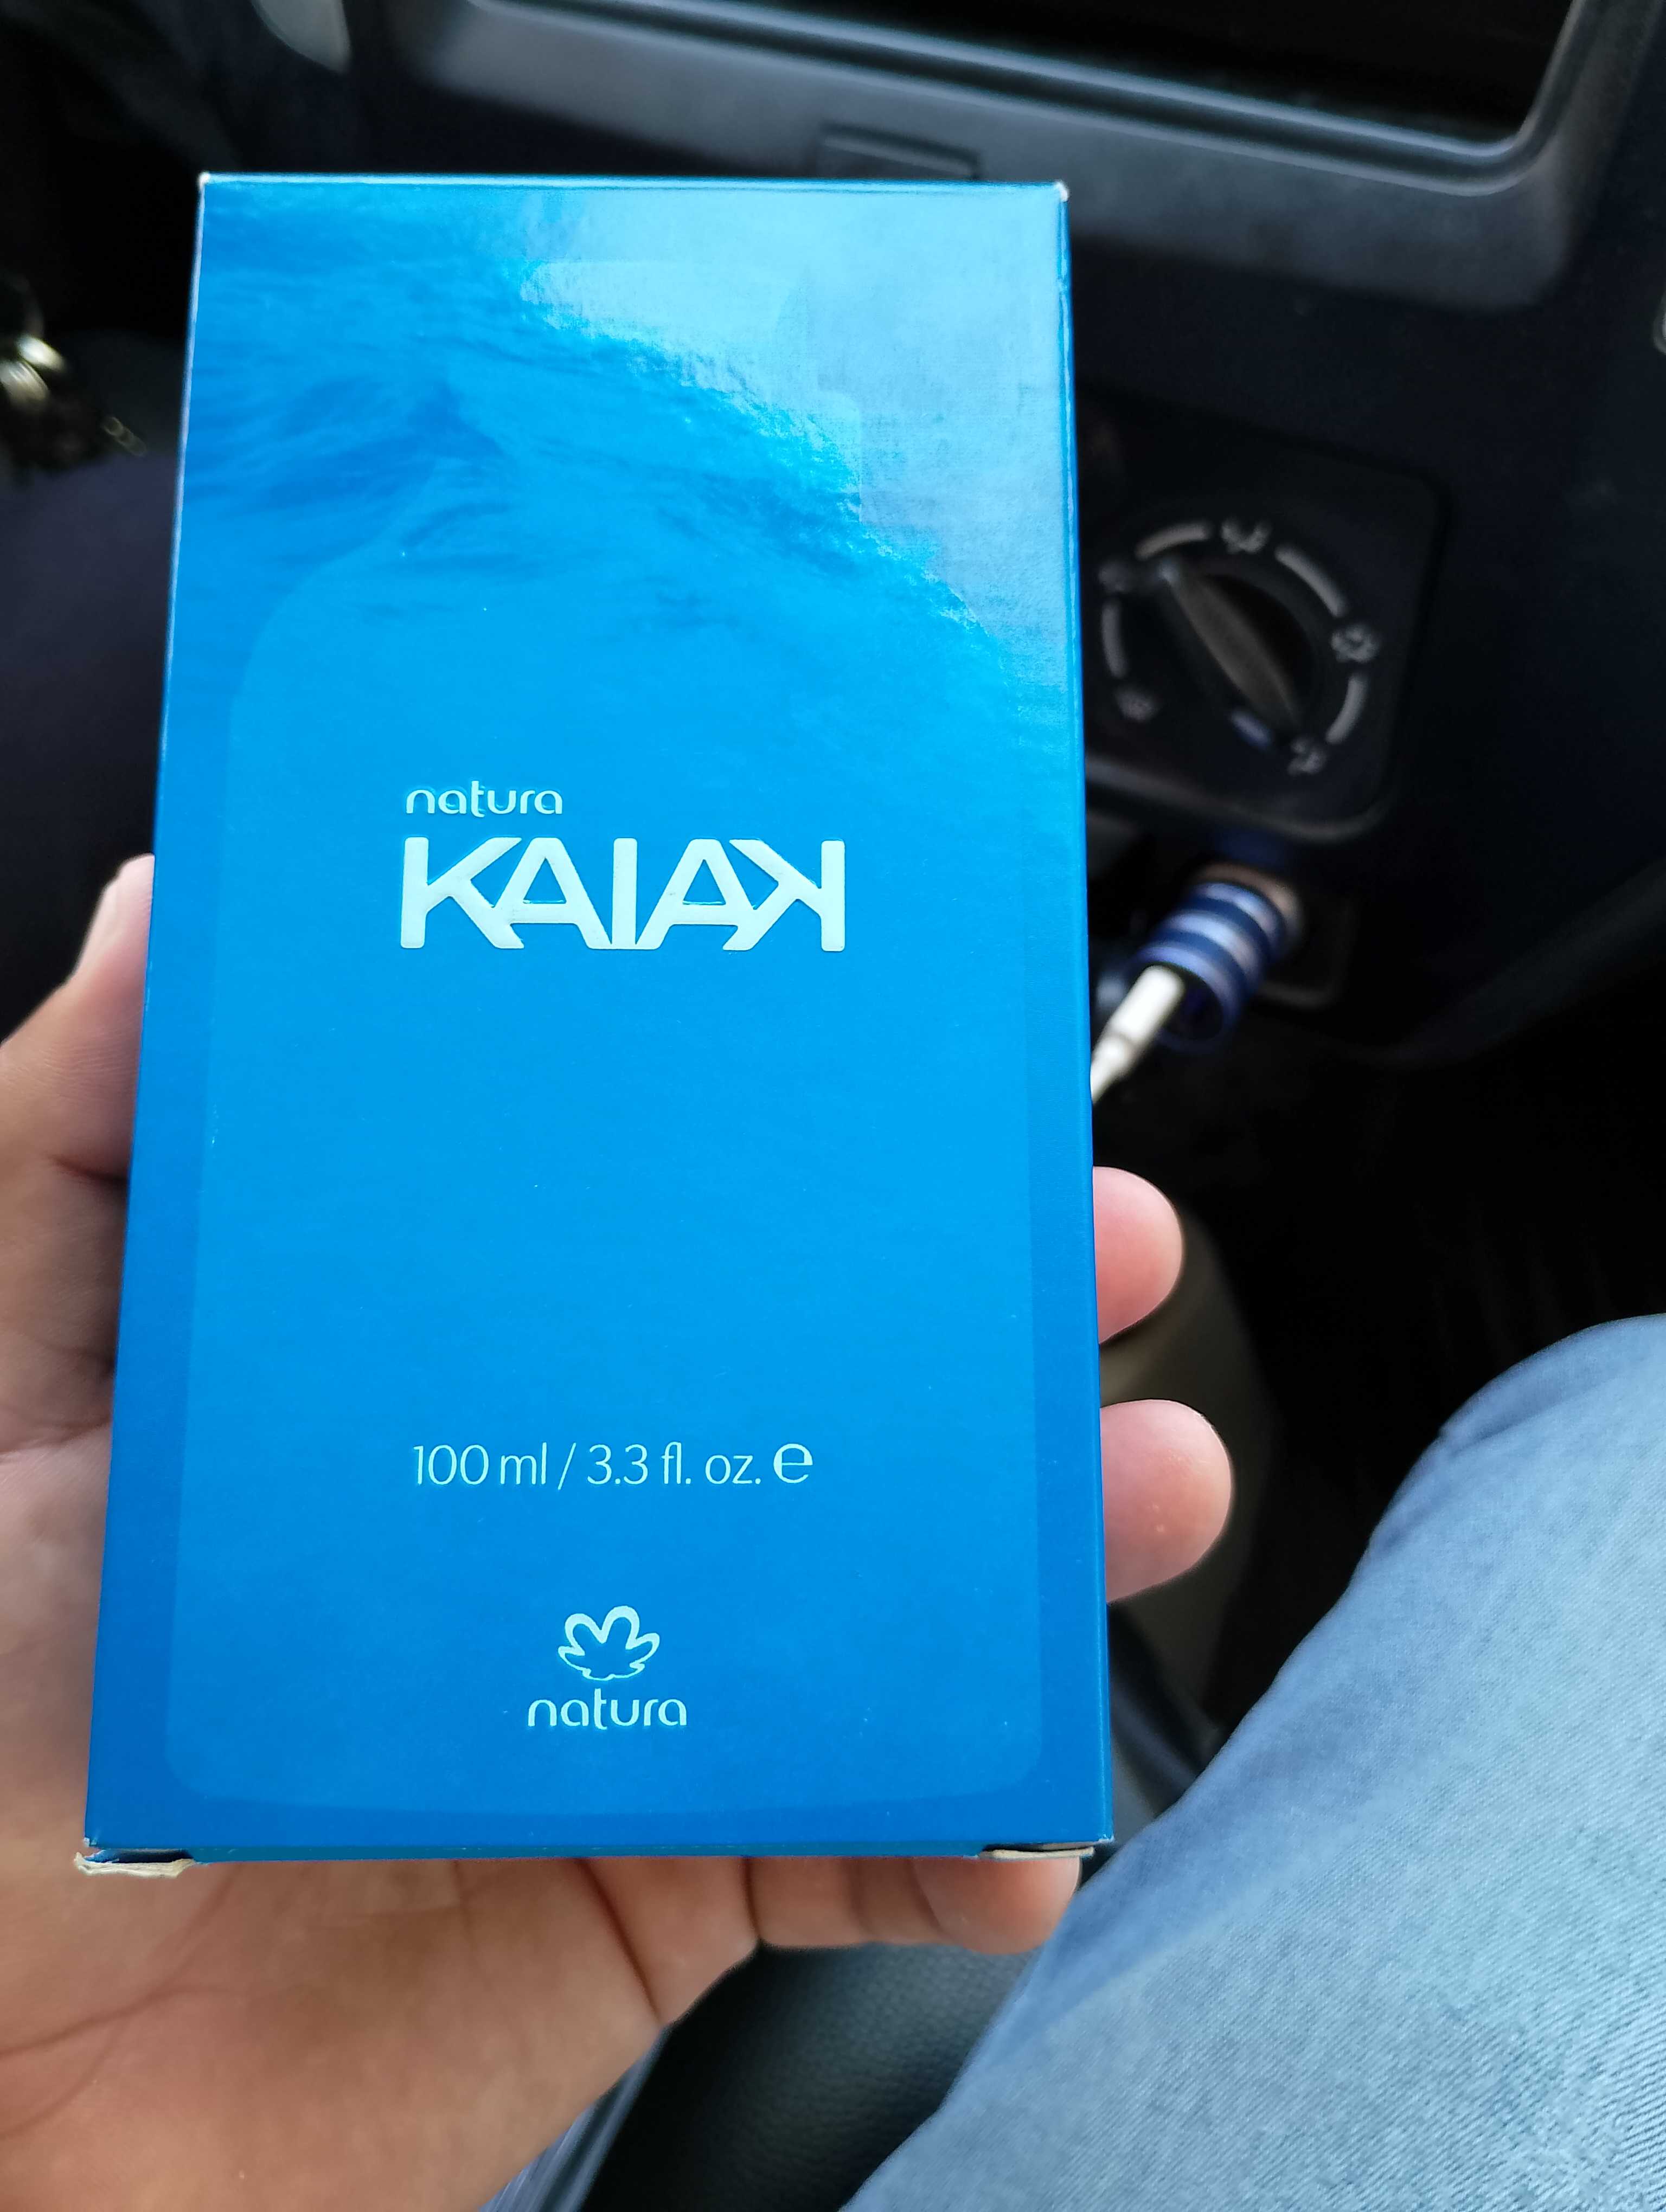 natura
KAIAK
100 ml / 3.3 fl. oz. ℮
natura